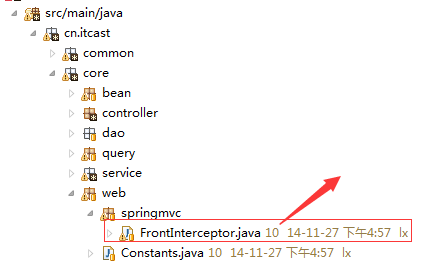 src/main/java
cn.itcast
common
core
bean
controller
dao
query
service
web
springmvc
FrontInterceptor.java 10 14-11-27 下午4:57 lx
Constants.java 10 14-11-27 下午4:57 lx